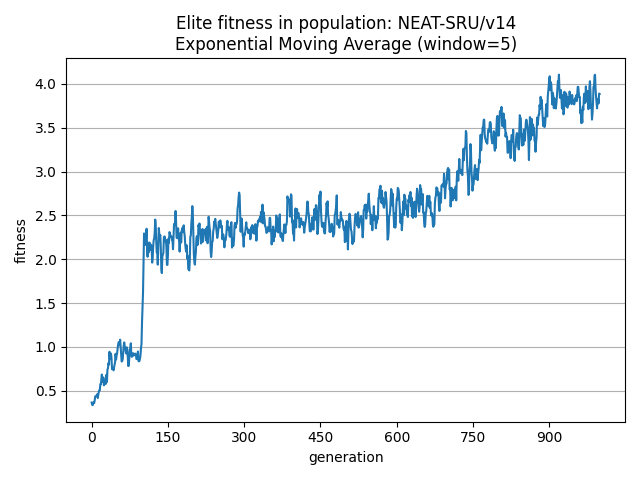 Elite fitness in population: NEAT-SRU/v14
Exponential Moving Average (window=5)
fitness
4.0
3.5
3.0
2.5
2.0
1.5
1.0
0.5
0 150 300 450 600 750 900
generation